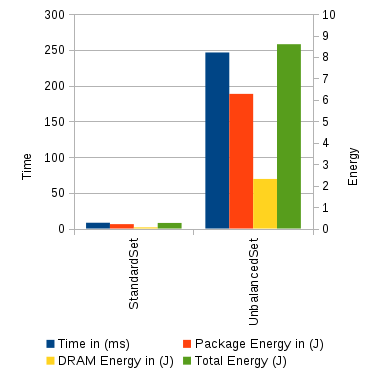 300
250
200
150
100
50
0
Time
10
9
8
7
6
5
4
3
2
1
0
Energy
StandardSet
UnbalancedSet
Time in (ms)
Package Energy in (J)
DRAM Energy in (J)
Total Energy (J)